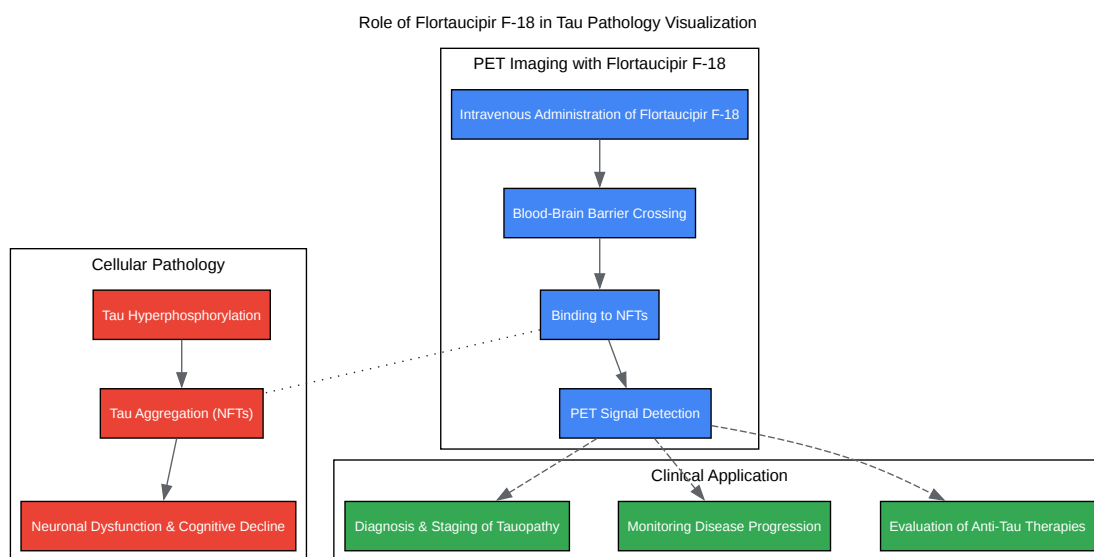 Role of Flortaucipir F-18 in Tau Pathology Visualization
PET Imaging with Flortaucipir F-18
Intravenous Administration of Flortaucipir F-18
Blood-Brain Barrier Crossing
Binding to NFTs
PET Signal Detection
Cellular Pathology
Tau Hyperphosphorylation
Tau Aggregation (NFTs)
Neuronal Dysfunction & Cognitive Decline
Clinical Application
Diagnosis & Staging of Tauopathy
Monitoring Disease Progression
Evaluation of Anti-Tau Therapies